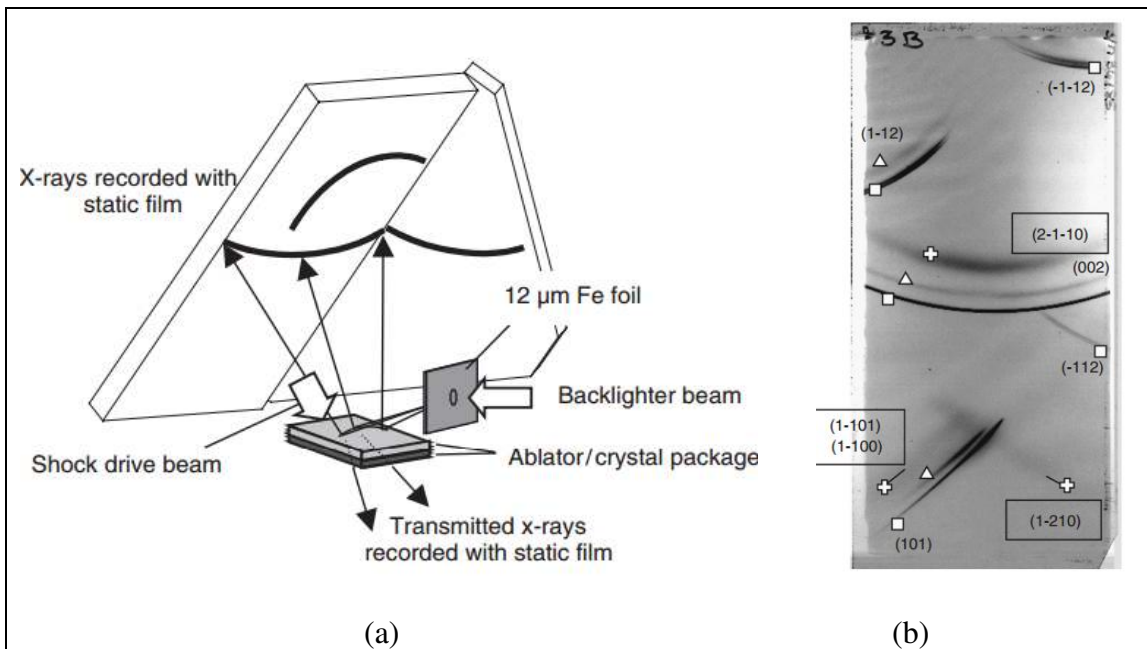 X-rays recorded with
static film
12 μm Fe foil
Backlighter beam
Shock drive beam
Ablator/crystal package
Transmitted x-rays
recorded with static film
(a)
3B
(-1-12)
(1-12)
(2-1-10)
(002)
(-112)
(1-101)
(1-100)
(1-210)
(101)
(b)